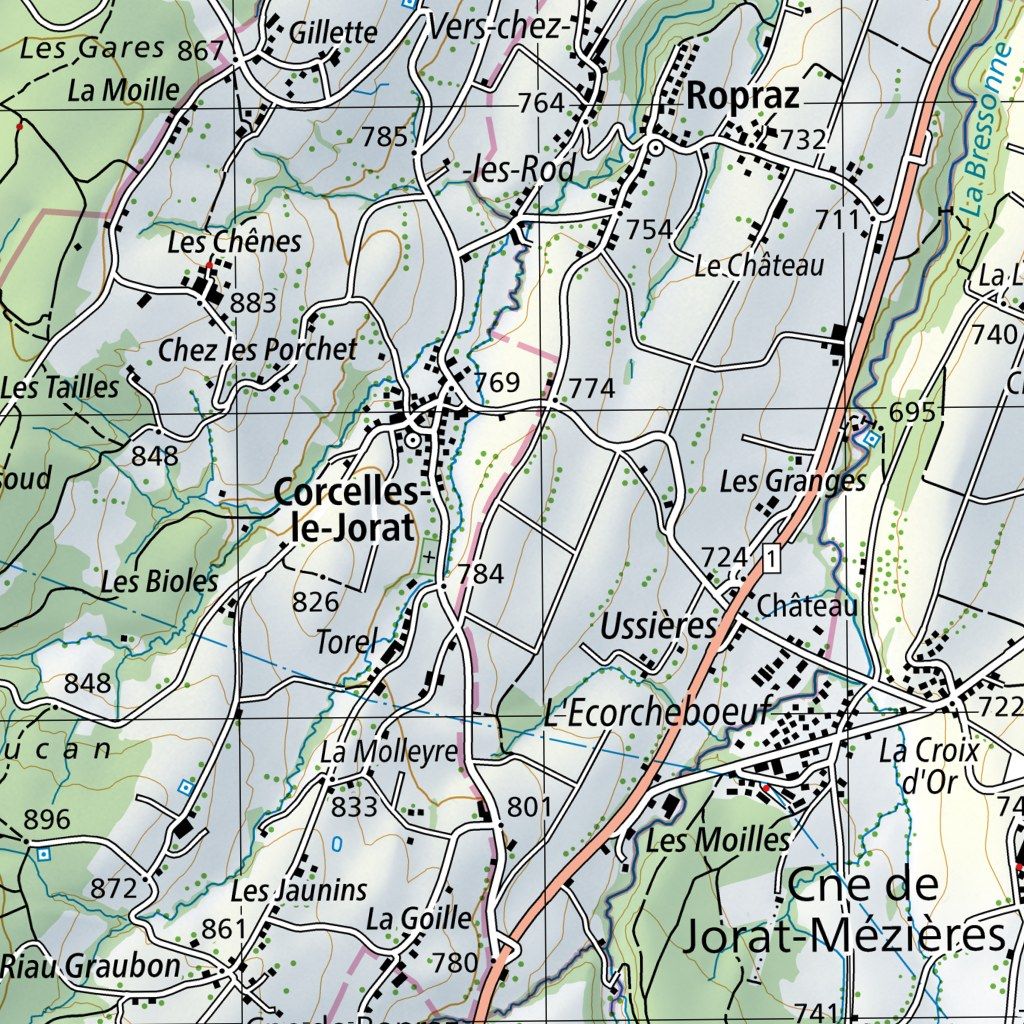 Les Gares 867
Gillette
Vers-chez-
La Moille
764
Ropraz
785
732
-les-Rod
La Bressonne
754
711
Les Chênes
Le Château
883
740
Chez les Porchet
Les Tailles
769
774
695
848
Les Granges
Corcelles-
le-Jorat
724
1
784
Les Bioles
826
Château
Torel
Ussières
848
L'Ecorcheboeuf
722
La Molleyre
La Croix
d'Or
833
801
896
Les Moilles
872
Les Jaunins
Cne de
La Goille
Jorat-Mézières
861
780
Riau Graubon
741